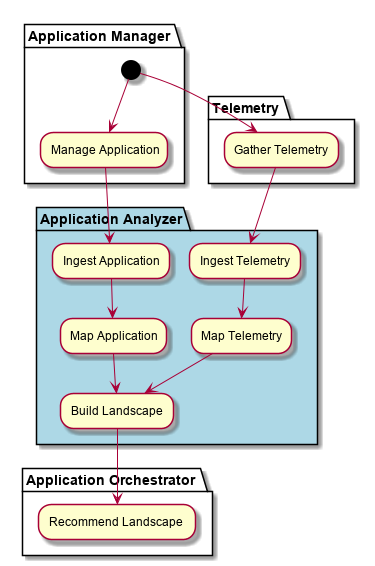 Application Manager
Telemetry
Manage Application
Gather Telemetry
Application Analyzer
Ingest Application
Ingest Telemetry
Map Application
Map Telemetry
Build Landscape
Application Orchestrator
Recommend Landscape